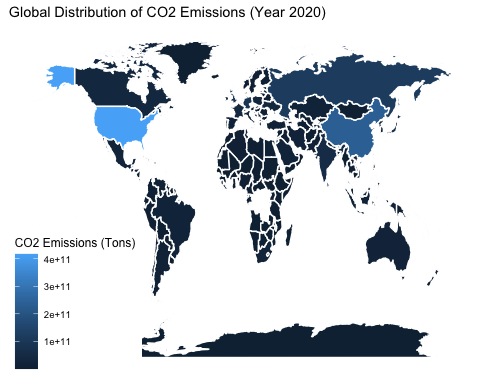 Global Distribution of CO2 Emissions (Year 2020)
CO2 Emissions (Tons)
4e+11
3e+11
2e+11
1e+11